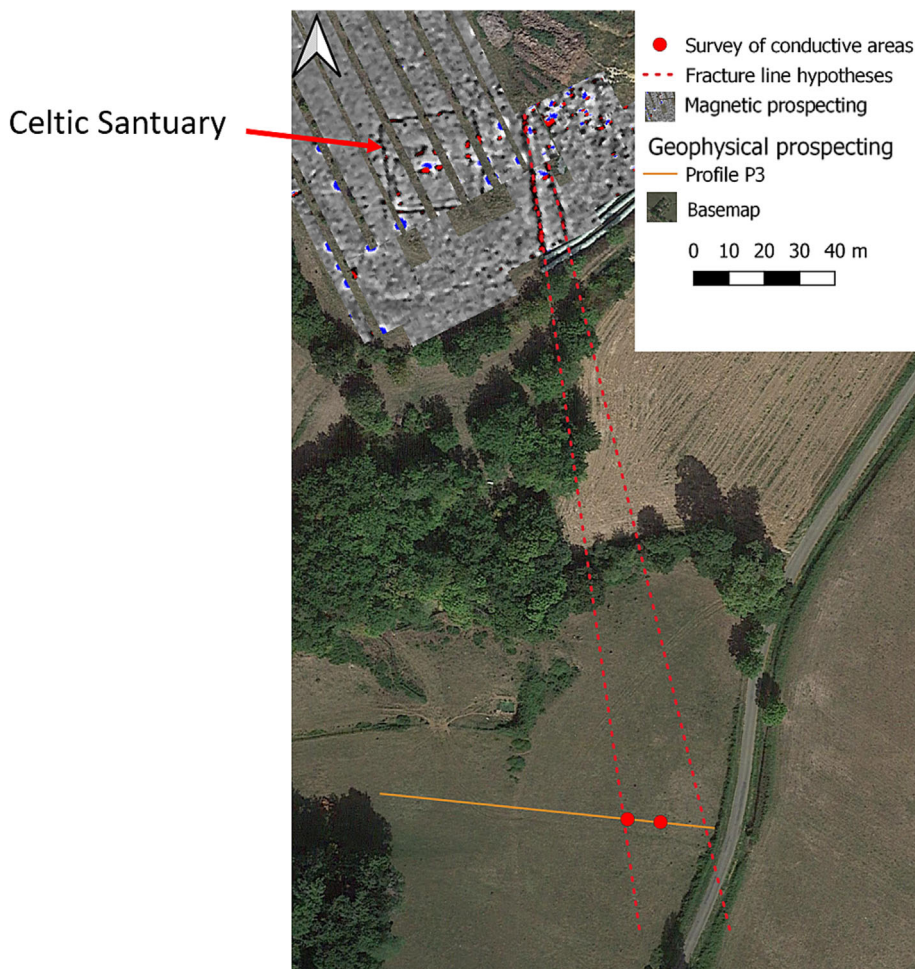 Celtic Santuary
Survey of conductive areas
Fracture line hypotheses
Magnetic prospecting
Geophysical prospecting
Profile P3
Basemap
0 10 20 30 40 m